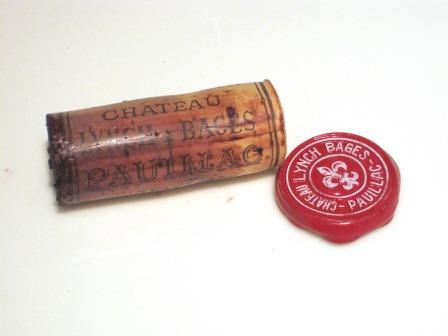 CHATEAU
LYNCH-BAGES
PAUILLAC
CHATEAU LYNCH BAGES - PAUILLAC -